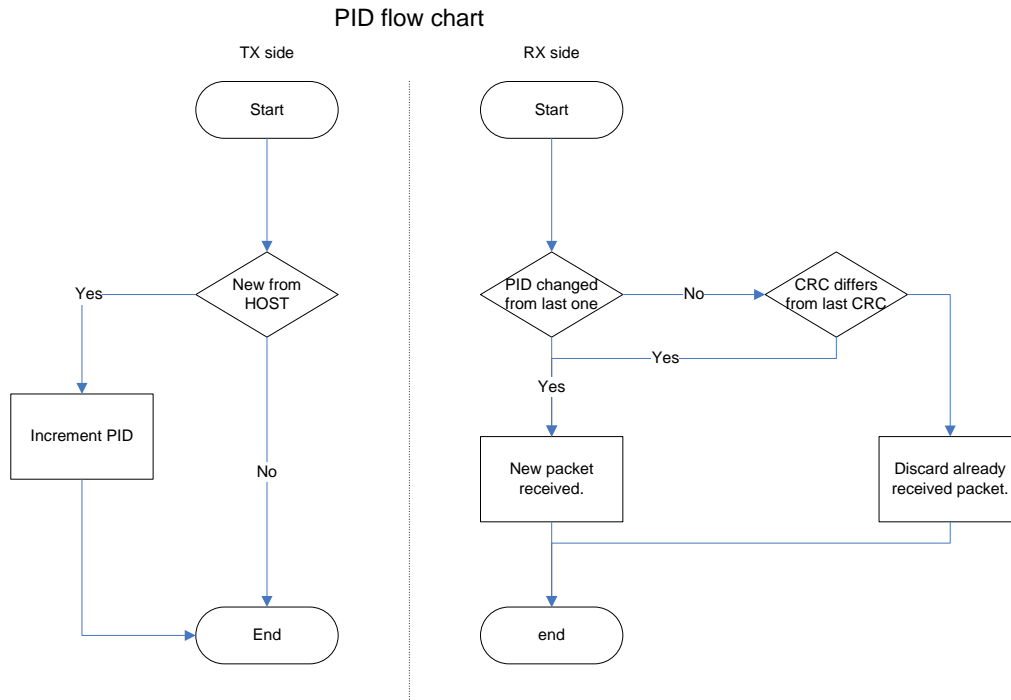 PID flow chart
TX side
RX side
Start
Start
New from
HOST
PID changed
from last one
CRC differs
from last CRC
Yes
No
Yes
Yes
Increment PID
No
New packet
received.
Discard already
received packet.
End
end